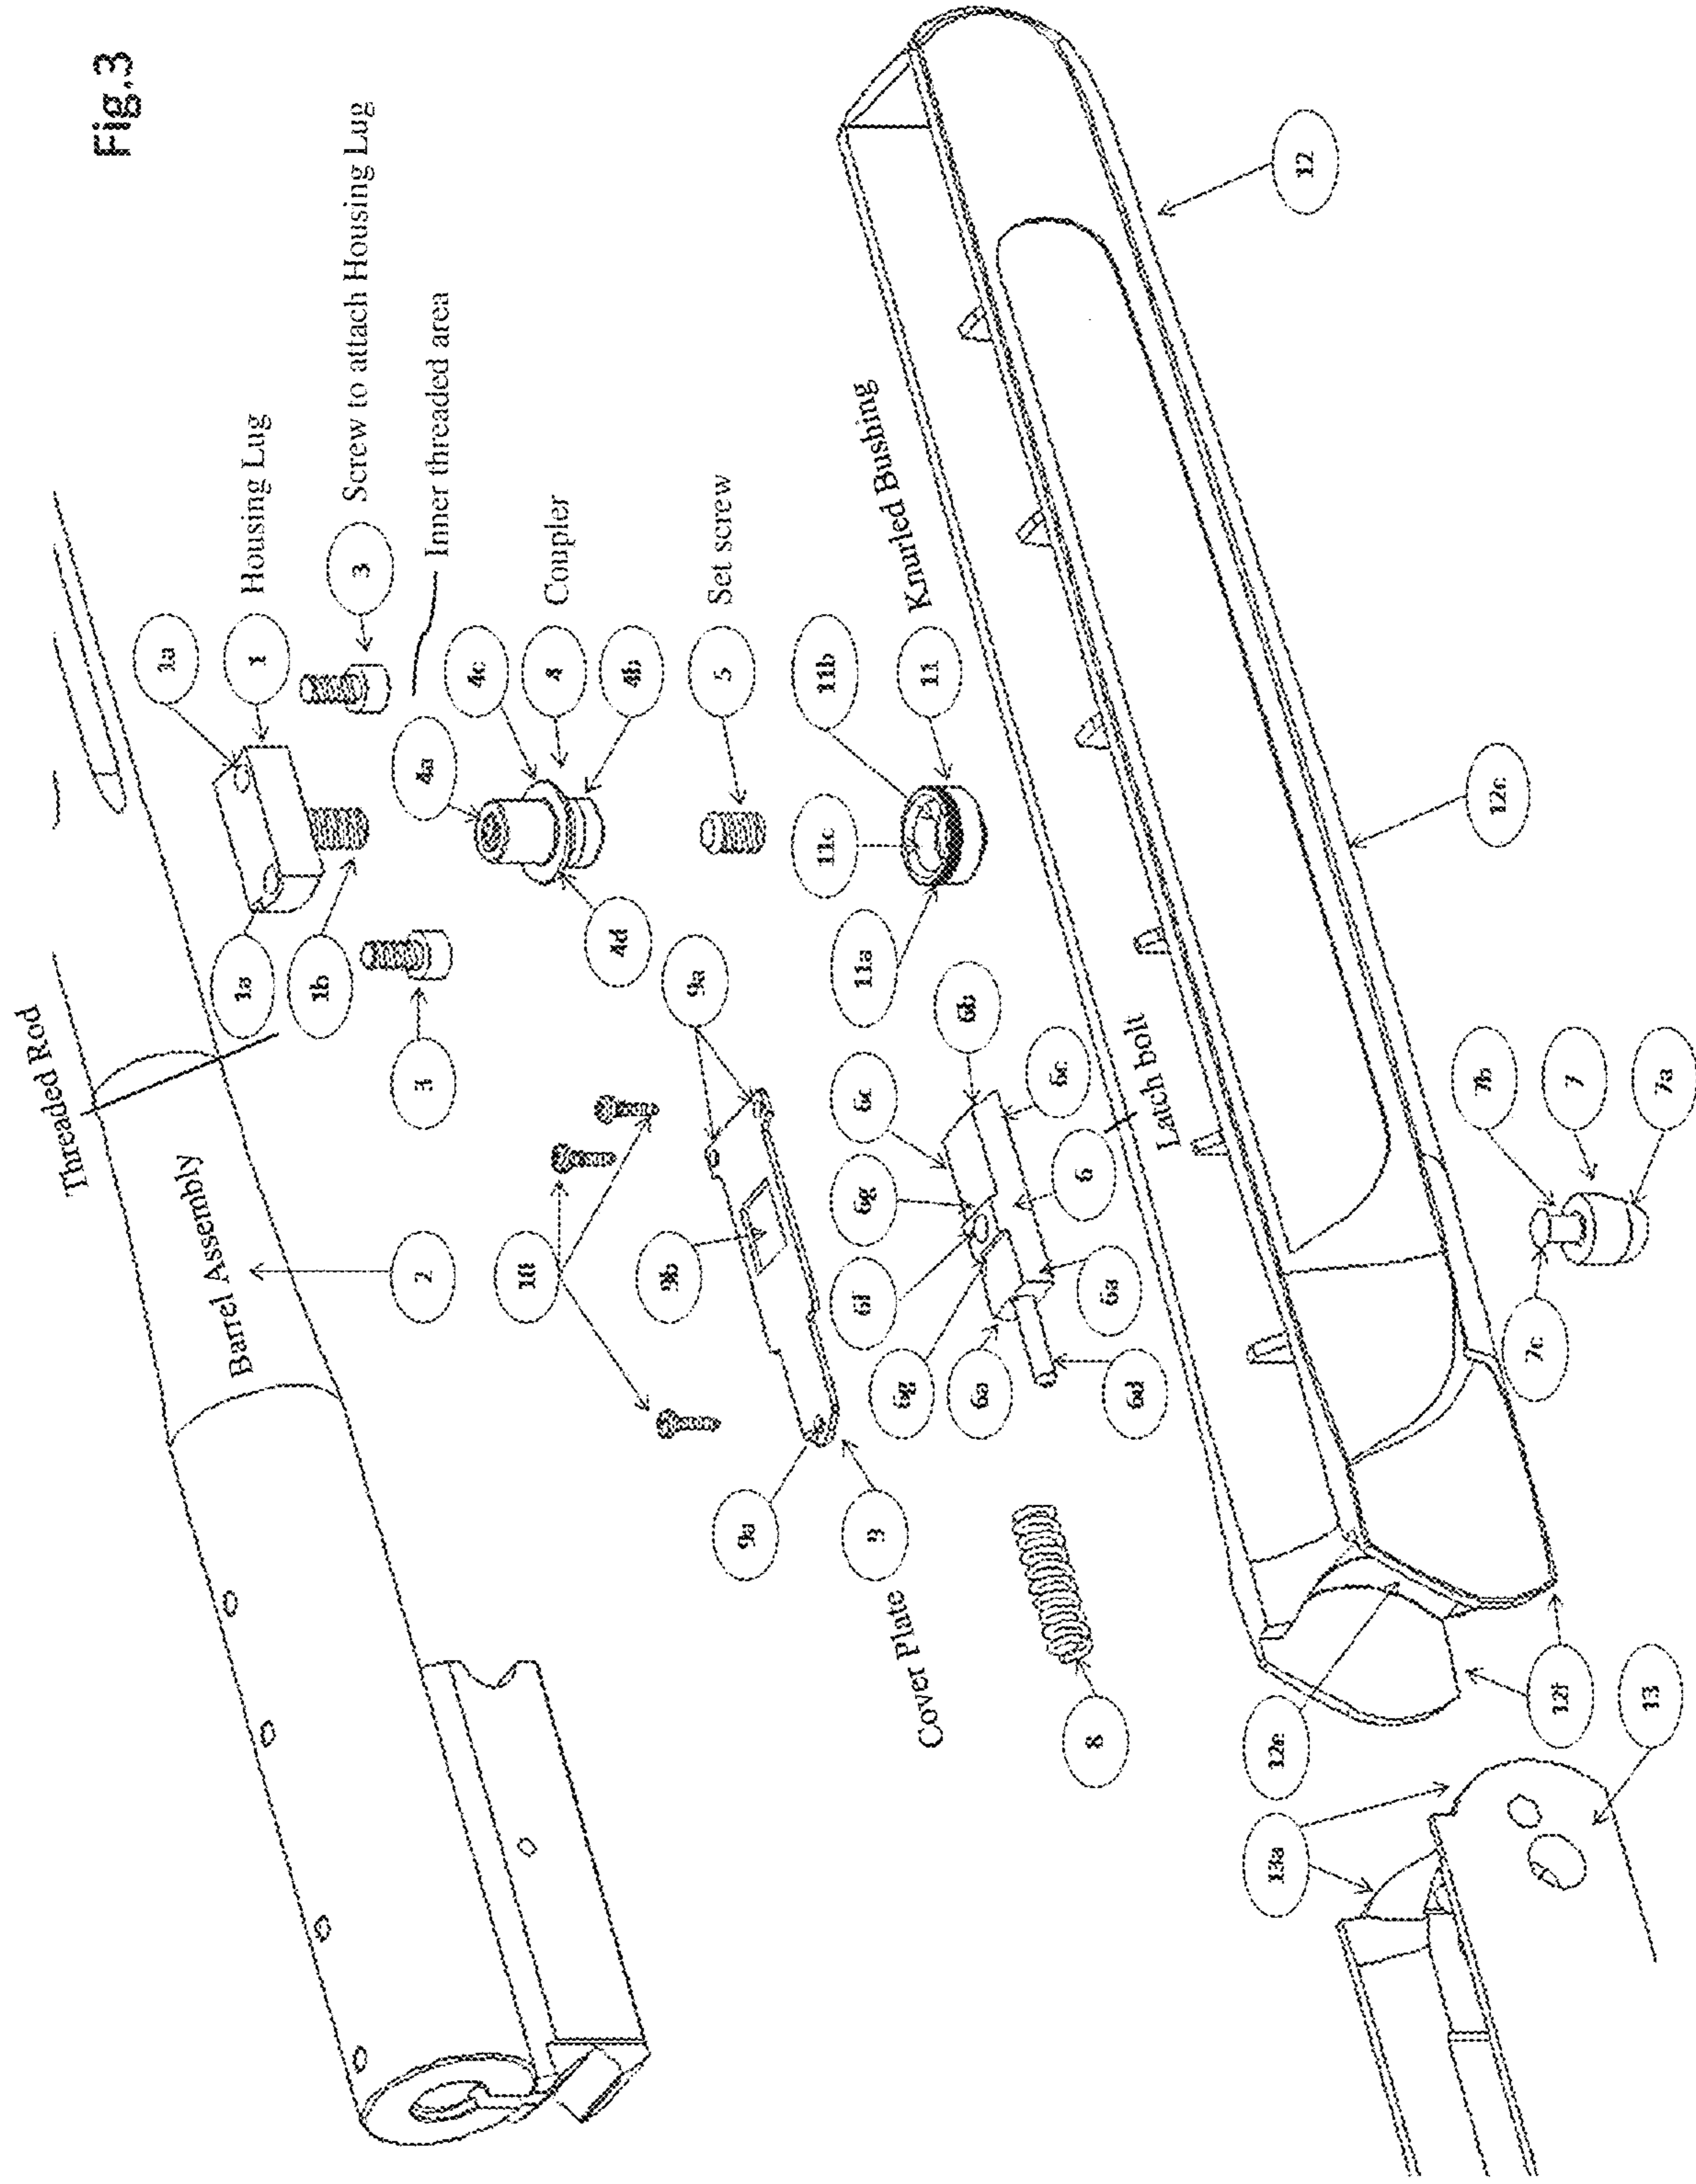 Fig.3
Threaded Rod
Barrel Assembly
2
1a
1
Housing Lug
1a
1b
3
Screw to attach Housing Lug
3
Inner threaded area
4a
4c
4
Coupler
4b
4d
5
Set screw
10
9a
9b
9a
9
Cover Plate
11b
11
Knurled Bushing
11c
11a
6b
6c
6c
6g
6
6f
6a
6g
6a
6d
Latch bolt
8
12
12c
7b
7
7a
7c
12e
12f
13
13a